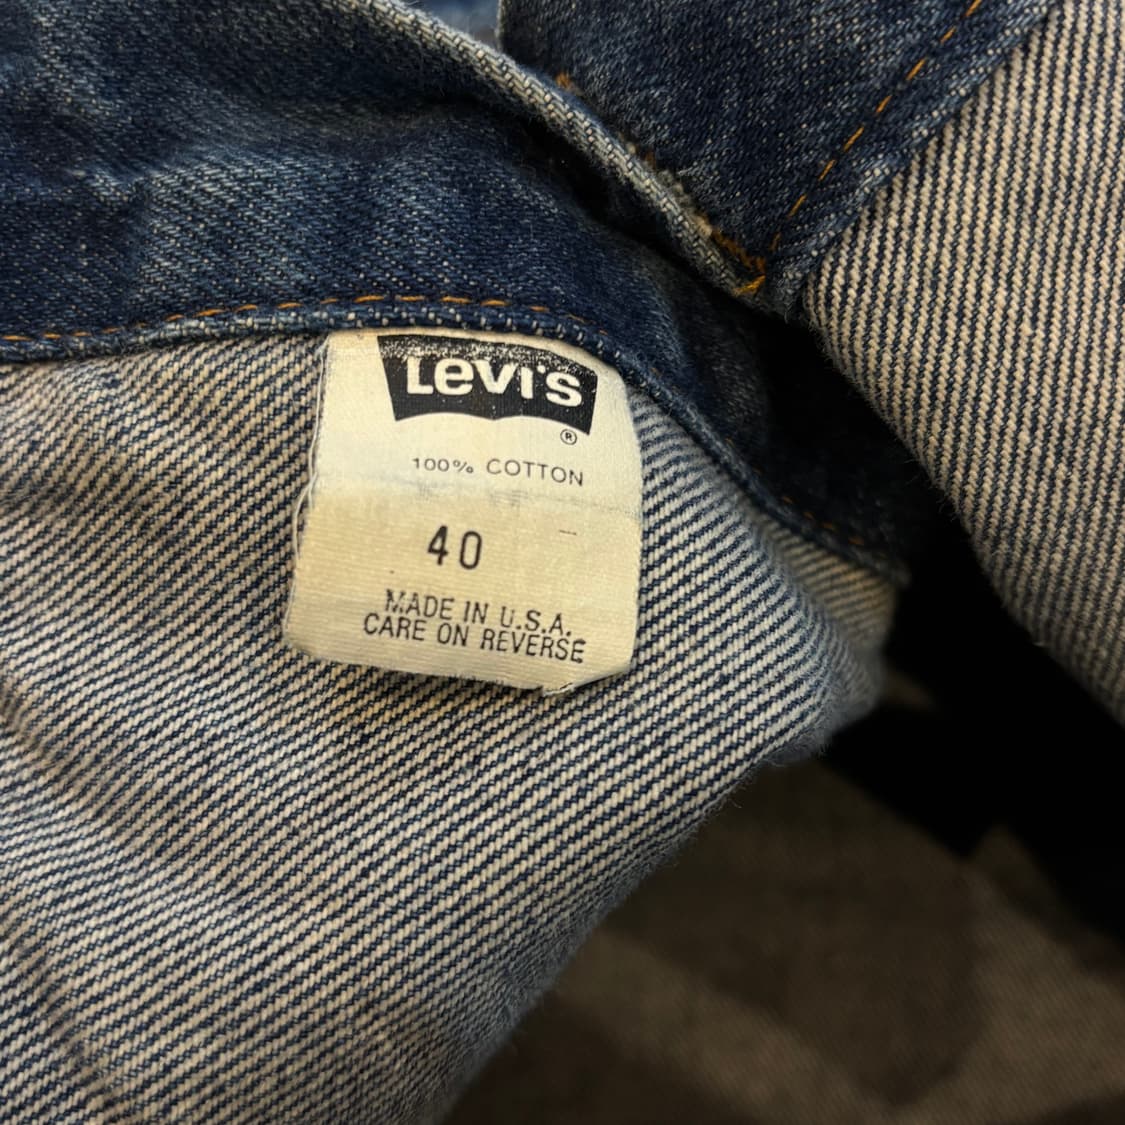 Levi's
®
100% COTTON
40
MADE IN U.S.A.
CARE ON REVERSE